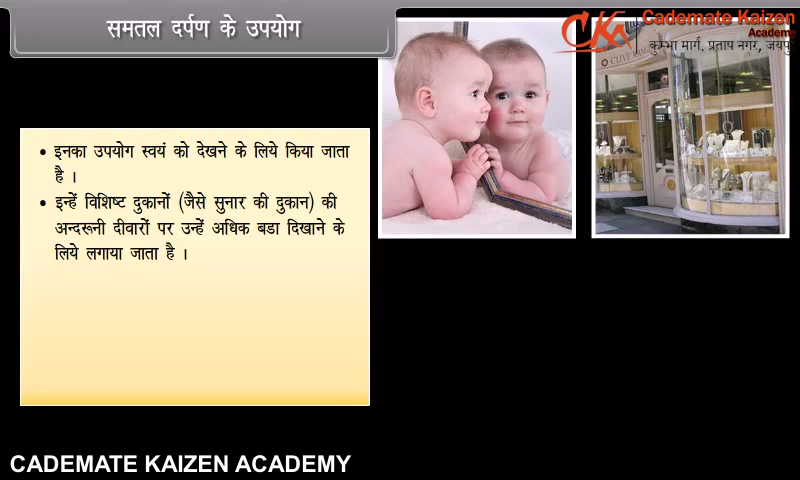 समतल दर्पण के उपयोग
Cademate Kaizen
Academy
CKA
कुम्भा मार्ग, प्रताप नगर, जयपु
• इनका उपयोग स्वयं को देखने के लिये किया जाता
है ।
• इन्हें विशिष्ट दुकानों (जैसे सुनार की दुकान) की
अन्दरूनी दीवारों पर उन्हें अधिक बडा दिखाने के
लिये लगाया जाता है ।
CADEMATE KAIZEN ACADEMY